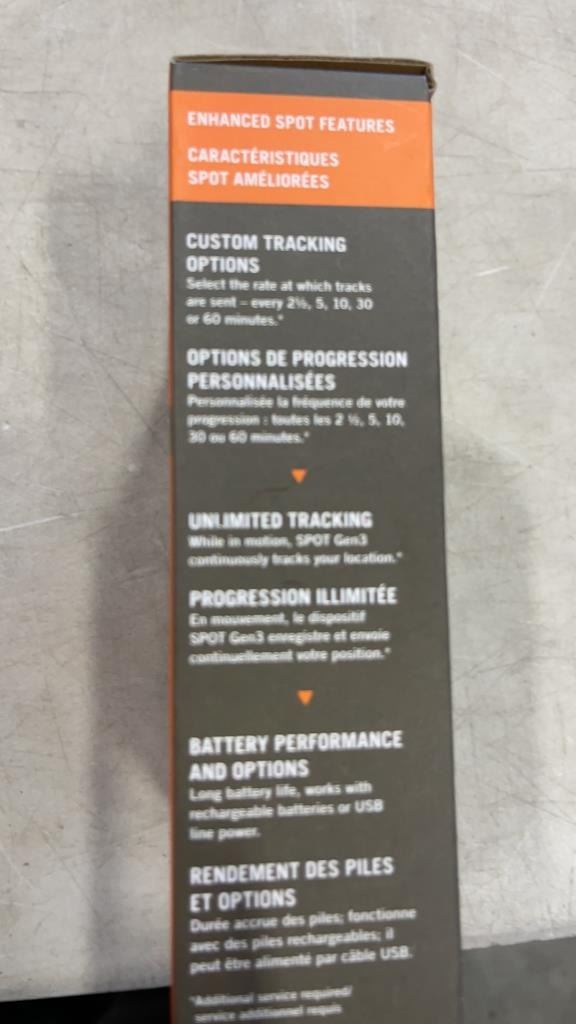 ENHANCED SPOT FEATURES
CARACTÉRISTIQUES
SPOT AMÉLIORÉES
CUSTOM TRACKING
OPTIONS
Select the rate at which tracks
are sent – every 2½, 5, 10, 30
or 60 minutes.*
OPTIONS DE PROGRESSION
PERSONNALISÉES
Personnalisée la fréquence de votre
progression : toutes les 2 ½, 5, 10,
30 ou 60 minutes.*
UNLIMITED TRACKING
While in motion, SPOT Gen3
continuously tracks your location.*
PROGRESSION ILLIMITÉE
En mouvement, le dispositif
SPOT Gen3 enregistre et envoie
continuellement votre position.*
BATTERY PERFORMANCE
AND OPTIONS
Long battery life, works with
rechargeable batteries or USB
line power.
RENDEMENT DES PILES
ET OPTIONS
Durée accrue des piles; fonctionne
avec des piles rechargeables; il
peut être alimenté par câble USB.
*Additional service required/
service additionnel requis